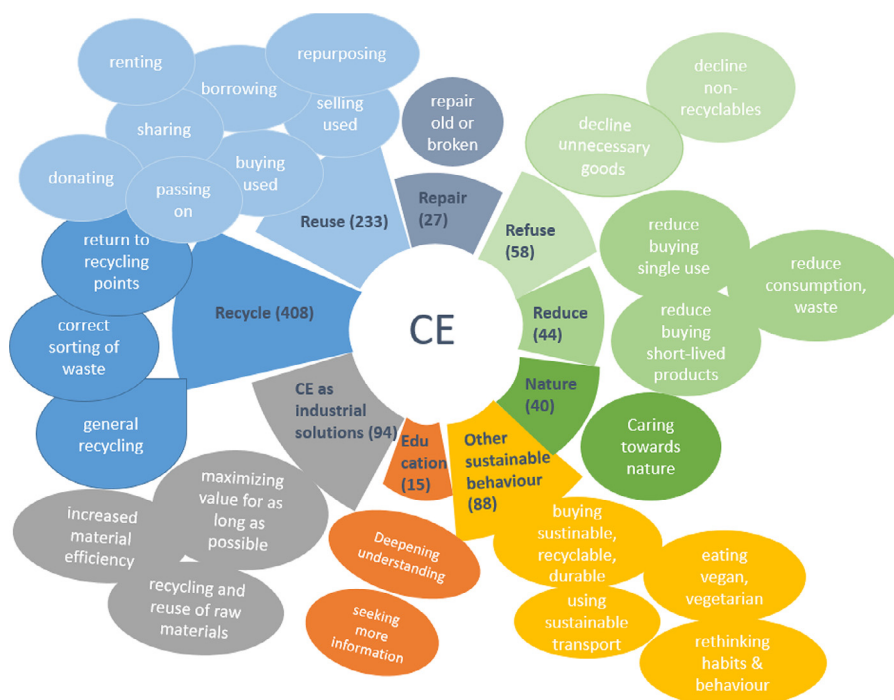 renting
borrowing
repurposing
sharing
selling
used
donating
passing
on
buying
used
repair
old or
broken
decline
non-
recyclables
decline
unnecessary
goods
Reuse (233)
Repair
(27)
Refuse
(58)
return to
recycling
points
Recycle (408)
correct
sorting of
waste
general
recycling
CE
Reduce
(44)
reduce
buying
single use
reduce
consumption,
waste
reduce
buying
short-lived
products
Nature
(40)
Caring
towards
nature
CE as
industrial
solutions (94)
Edu
cation
(15)
Other
sustainable
behaviour
(88)
maximizing
value for as
long as
possible
increased
material
efficiency
recycling and
reuse of raw
materials
Deepening
understanding
seeking
more
information
buying
sustinable,
recyclable,
durable
using
sustainable
transport
eating
vegan,
vegetarian
rethinking
habits &
behaviour